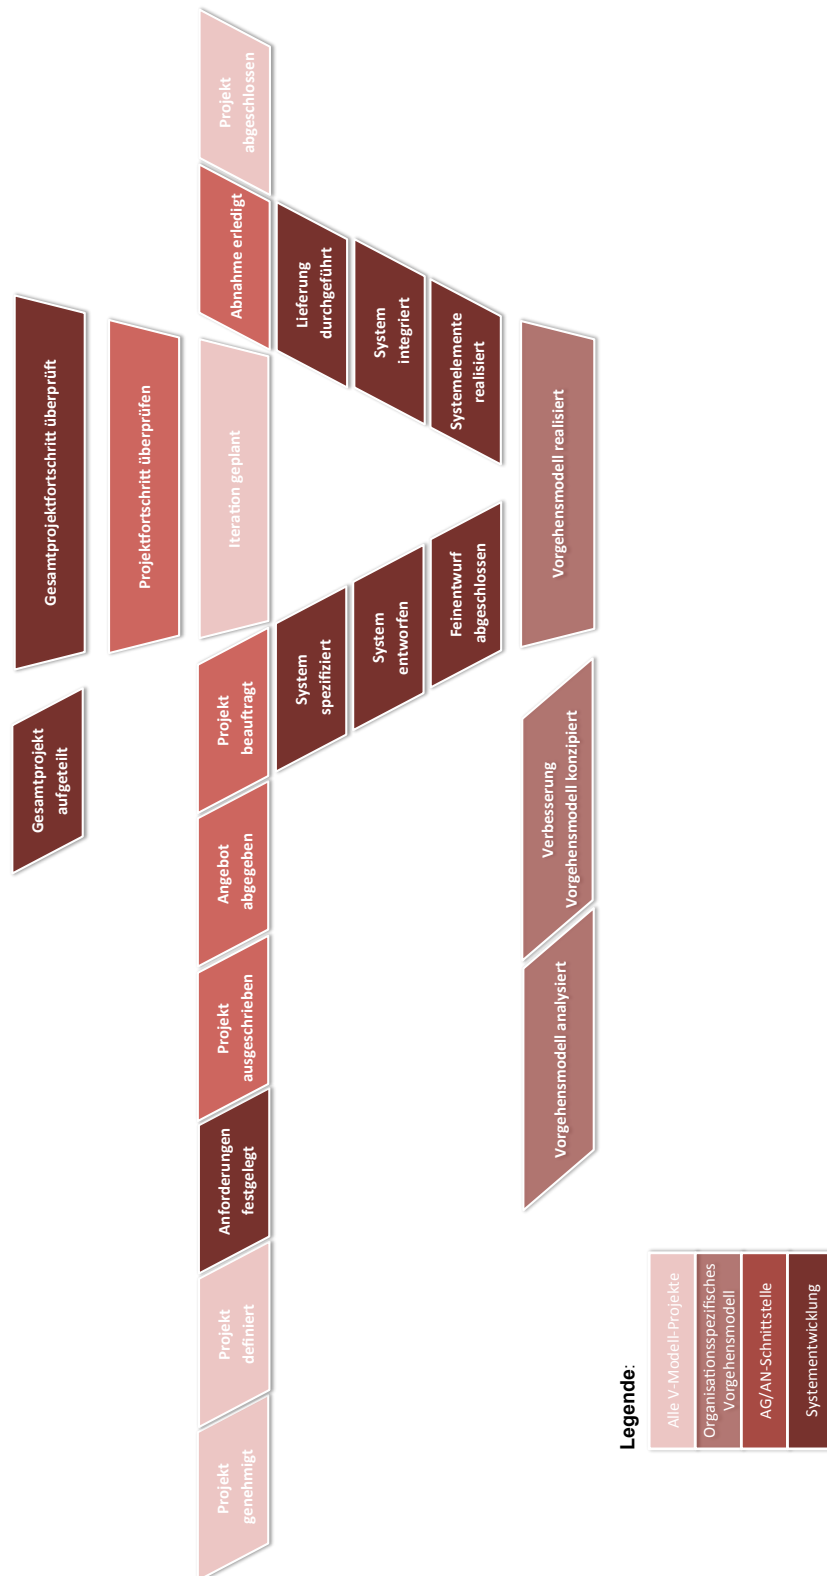 Gesamtprojekt
aufgeteilt
Gesamtprojektfortschritt überprüft
Projektfortschritt überprüfen
Projekt
genehmigt
Projekt
definiert
Anforderungen
festgelegt
Projekt
ausgeschrieben
Angebot
abgegeben
Projekt
beauftragt
Iteration geplant
Abnahme erledigt
Projekt
abgeschlossen
System
spezifiziert
Lieferung
durchgeführt
System
entworfen
System
integriert
Feinentwurf
abgeschlossen
Systemelemente
realisiert
Vorgehensmodell analysiert
Verbesserung
Vorgehensmodell konzipiert
Vorgehensmodell realisiert
Legende:
Alle V-Modell-Projekte
Organisationsspezifisches
Vorgehensmodell
AG/AN-Schnittstelle
Systementwicklung